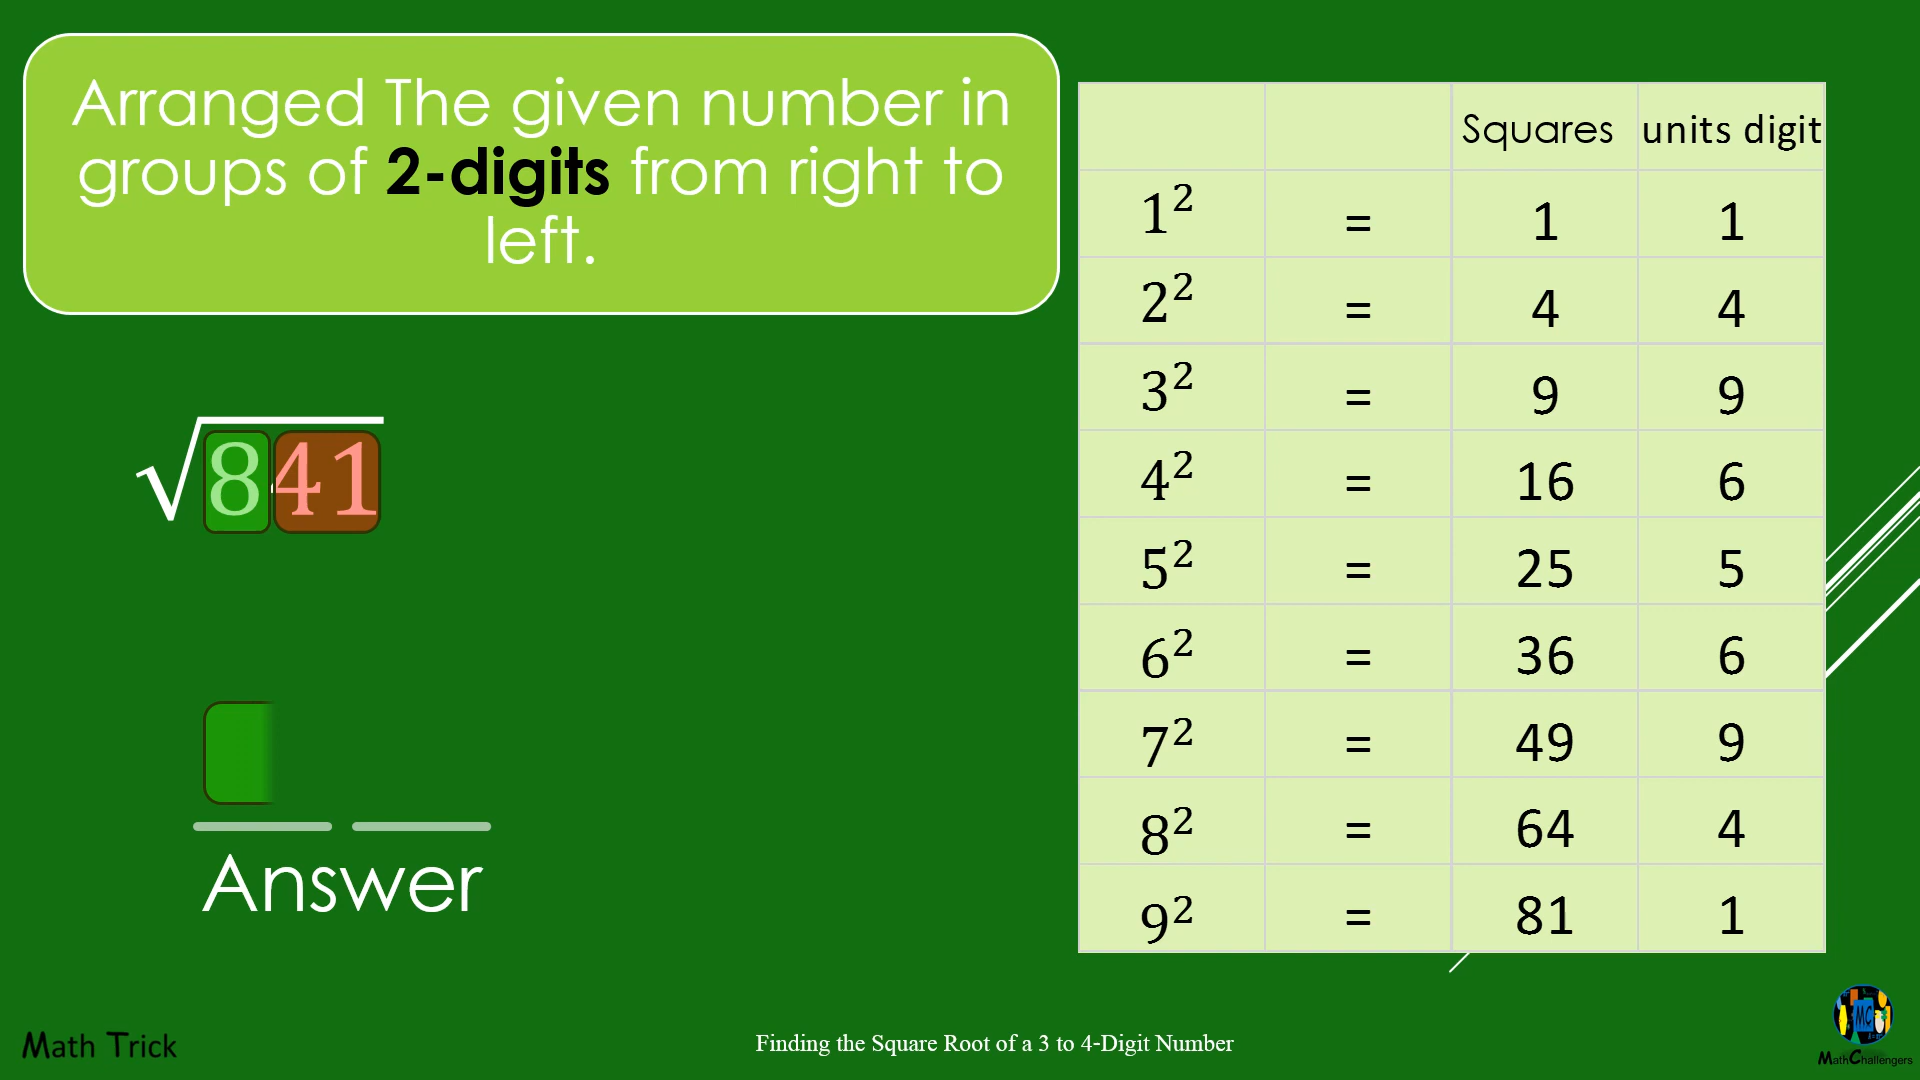 Arranged The given number in
groups of 2-digits from right to
left.
√841
Answer
Squares units digit
1² = 1 1
2² = 4 4
3² = 9 9
4² = 16 6
5² = 25 5
6² = 36 6
7² = 49 9
8² = 64 4
9² = 81 1
Math Trick
Finding the Square Root of a 3 to 4-Digit Number
MC
MathChallengers